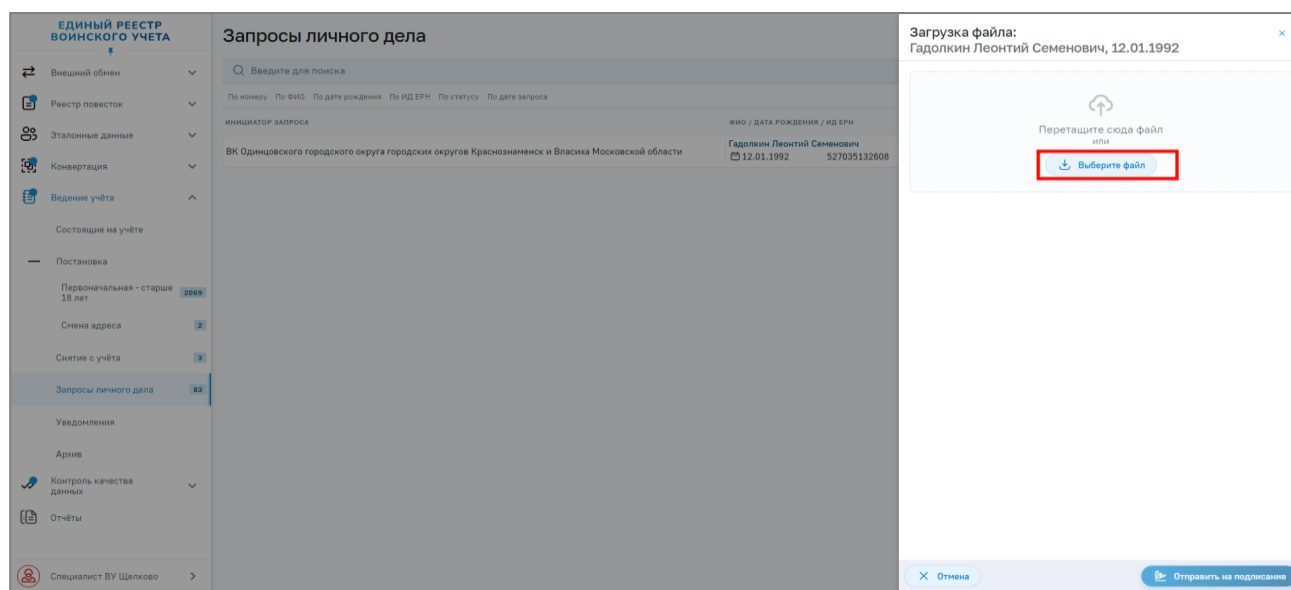 ЕДИНЫЙ РЕЕСТР
ВОИНСКОГО УЧЕТА
Внешний обмен
Реестр повесток
Эталонные данные
Конвертация
Ведение учёта
Состоящие на учёте
Постановка
Первоначальная - старше
18 лет
2069
Смена адреса 2
Снятие с учёта 3
Запросы личного дела 83
Уведомления
Архив
Контроль качества
данных
Отчёты
Специалист ВУ Щелково
Запросы личного дела
Введите для поиска
По номеру По ФИО По дате рождения По ИД ЕРН По статусу По дате запроса
ИНИЦИАТОР ЗАПРОСА ФИО / ДАТА РОЖДЕНИЯ / ИД ЕРН
ВК Одинцовского городского округа городских округов Краснознаменск и Власиха Московской области
Гадолкин Леонтий Семенович
12.01.1992 527035132608
Загрузка файла:
Гадолкин Леонтий Семенович, 12.01.1992
Перетащите сюда файл
или
Выберите файл
Отмена
Отправить на подписание